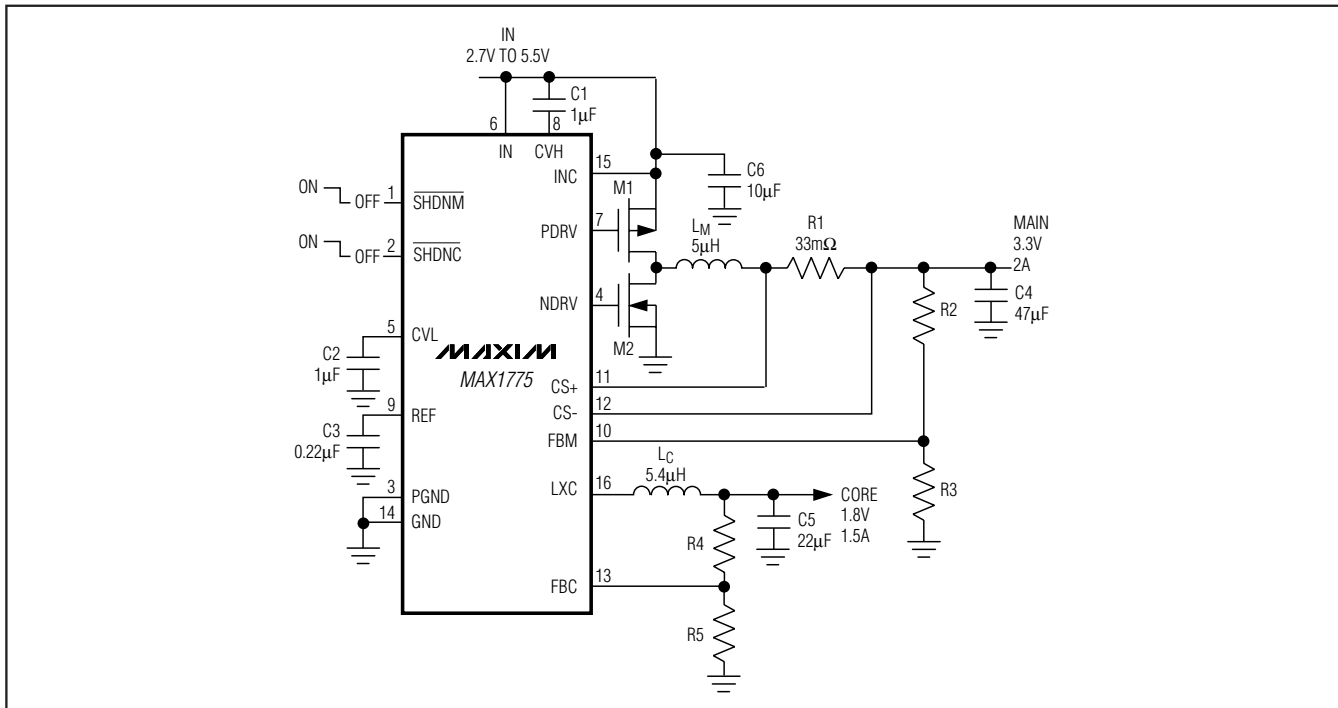 IN
2.7V TO 5.5V
C1
1µF
6
8
IN
CVH
15
INC
C6
10µF
ON
OFF
1
SHDNM
M1
7
PDRV
LM
5µH
R1
33mΩ
MAIN
3.3V
2A
ON
OFF
2
SHDNC
4
NDRV
M2
R2
C4
47µF
5
CVL
C2
1µF
MAXIM
MAX1775
11
CS+
12
CS-
9
REF
C3
0.22µF
10
FBM
LC
5.4µH
16
LXC
R3
3
PGND
14
GND
CORE
1.8V
1.5A
C5
22µF
R4
13
FBC
R5